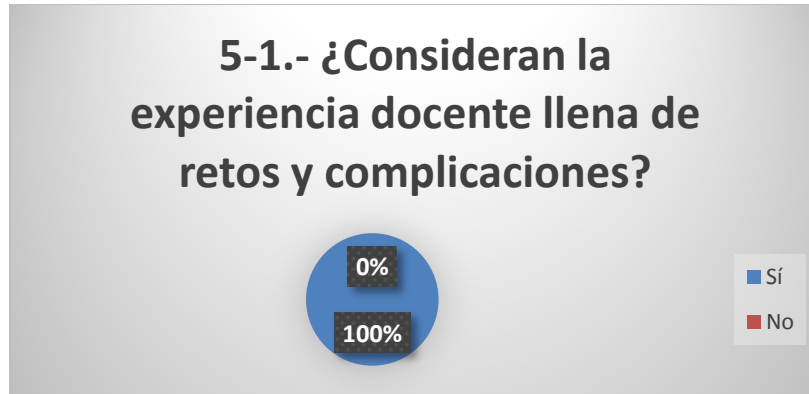 5-1.- ¿Consideran la
experiencia docente llena de
retos y complicaciones?
0%
100%
Sí
No